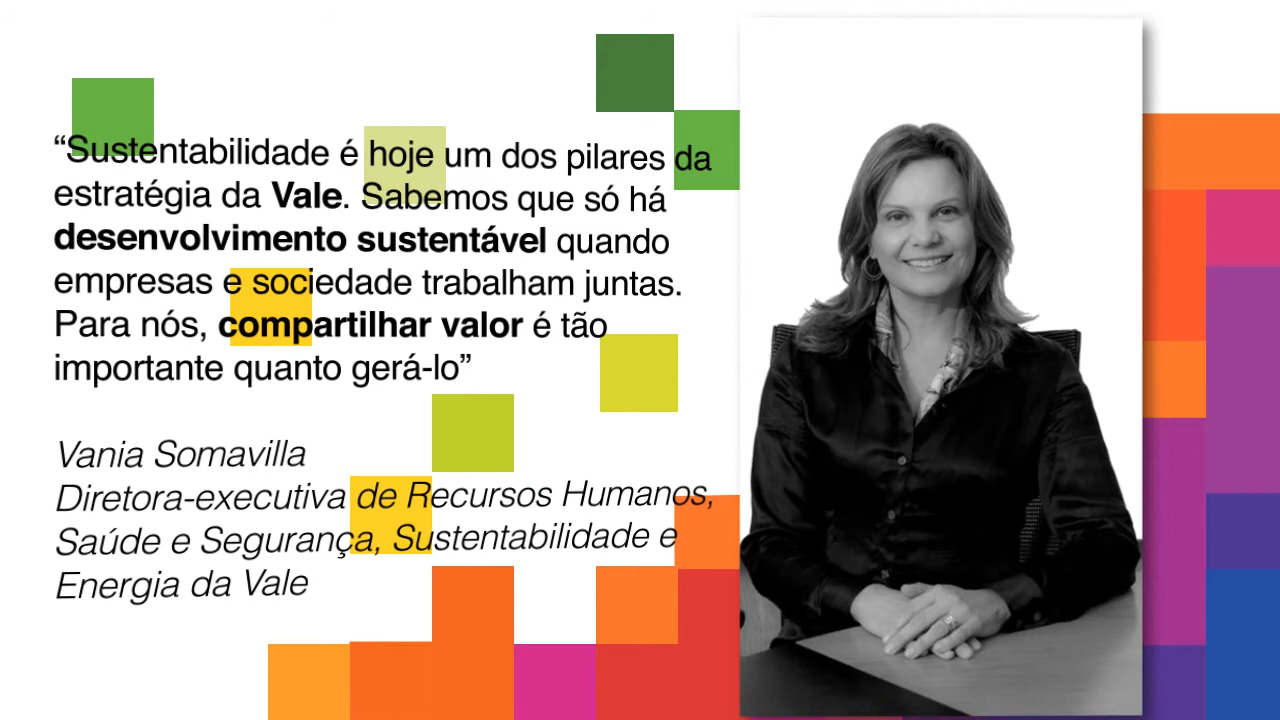 “Sustentabilidade é hoje um dos pilares da
estratégia da Vale. Sabemos que só há
desenvolvimento sustentável quando
empresas e sociedade trabalham juntas.
Para nós, compartilhar valor é tão
importante quanto gerá-lo”
Vania Somavilla
Diretora-executiva de Recursos Humanos,
Saúde e Segurança, Sustentabilidade e
Energia da Vale